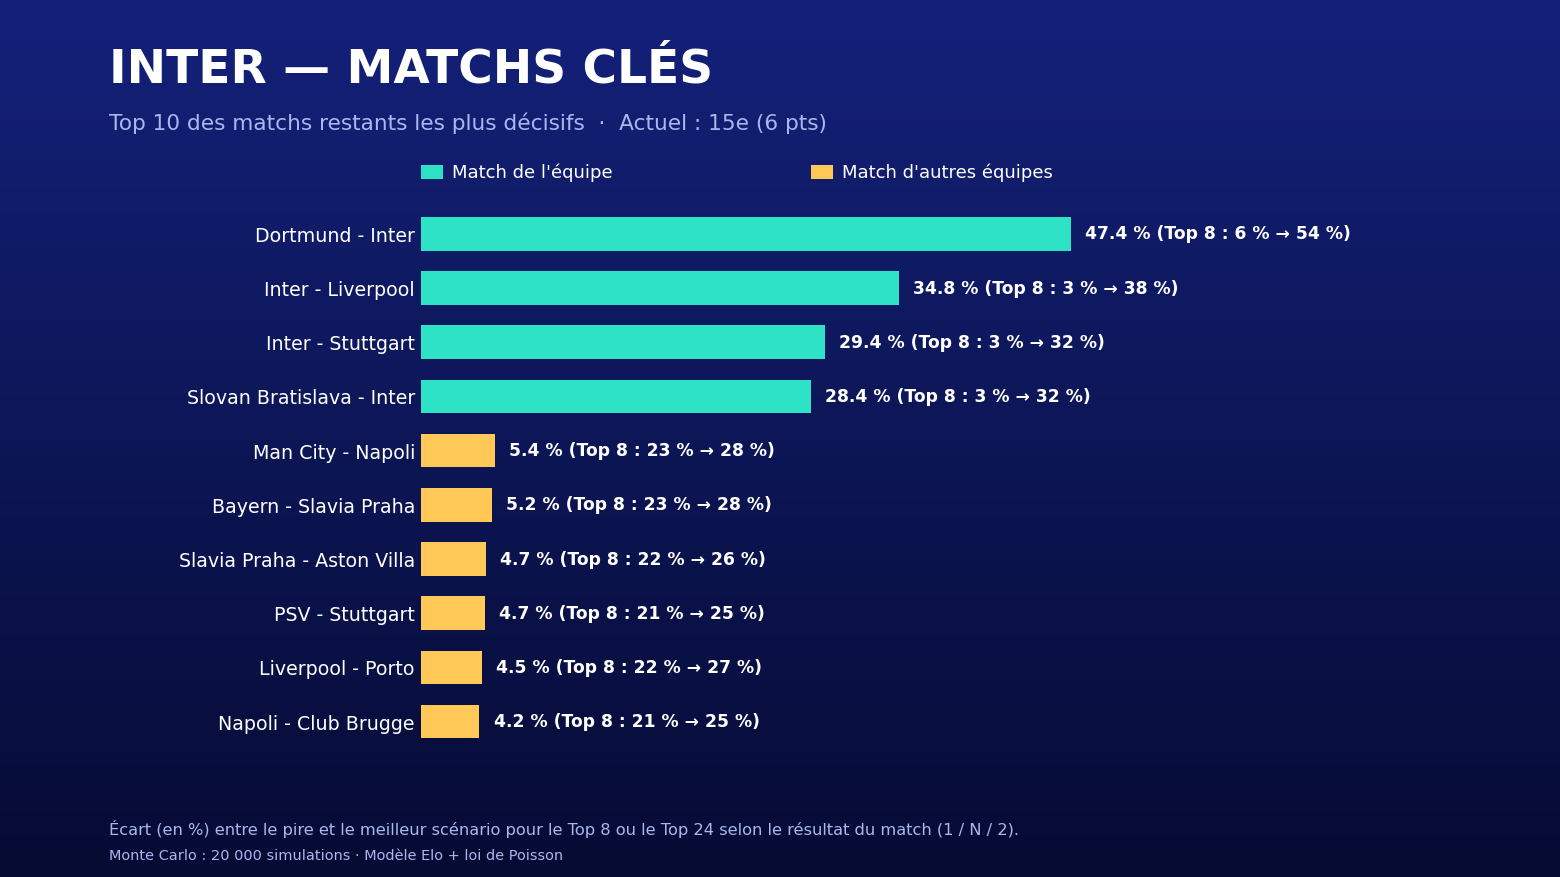 INTER — MATCHS CLÉS
Top 10 des matchs restants les plus décisifs · Actuel : 15e (6 pts)
Match de l'équipe
Match d'autres équipes
Dortmund - Inter 47.4 % (Top 8 : 6 % → 54 %)
Inter - Liverpool 34.8 % (Top 8 : 3 % → 38 %)
Inter - Stuttgart 29.4 % (Top 8 : 3 % → 32 %)
Slovan Bratislava - Inter 28.4 % (Top 8 : 3 % → 32 %)
Man City - Napoli 5.4 % (Top 8 : 23 % → 28 %)
Bayern - Slavia Praha 5.2 % (Top 8 : 23 % → 28 %)
Slavia Praha - Aston Villa 4.7 % (Top 8 : 22 % → 26 %)
PSV - Stuttgart 4.7 % (Top 8 : 21 % → 25 %)
Liverpool - Porto 4.5 % (Top 8 : 22 % → 27 %)
Napoli - Club Brugge 4.2 % (Top 8 : 21 % → 25 %)
Écart (en %) entre le pire et le meilleur scénario pour le Top 8 ou le Top 24 selon le résultat du match (1 / N / 2).
Monte Carlo : 20 000 simulations · Modèle Elo + loi de Poisson